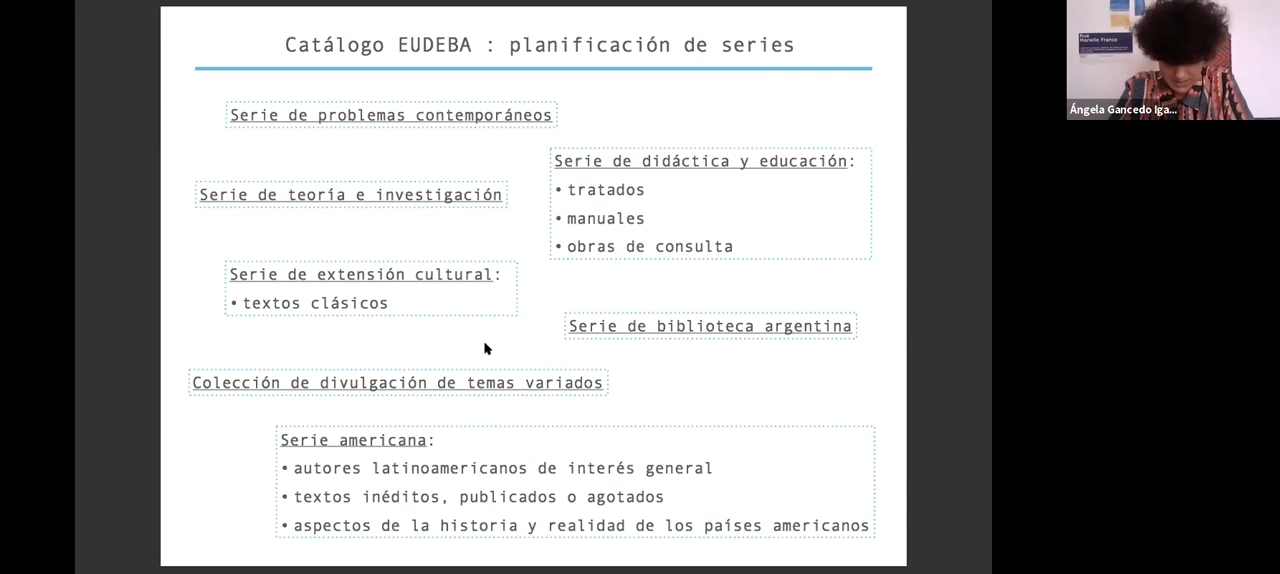 Catálogo EUDEBA : planificación de series
Serie de problemas contemporáneos
Serie de didáctica y educación:
• tratados
• manuales
• obras de consulta
Serie de teoría e investigación
Serie de extensión cultural:
• textos clásicos
Serie de biblioteca argentina
Colección de divulgación de temas variados
Serie americana:
• autores latinoamericanos de interés general
• textos inéditos, publicados o agotados
• aspectos de la historia y realidad de los países americanos
Rua
Marielle Franco
Ángela Gancedo Iga...